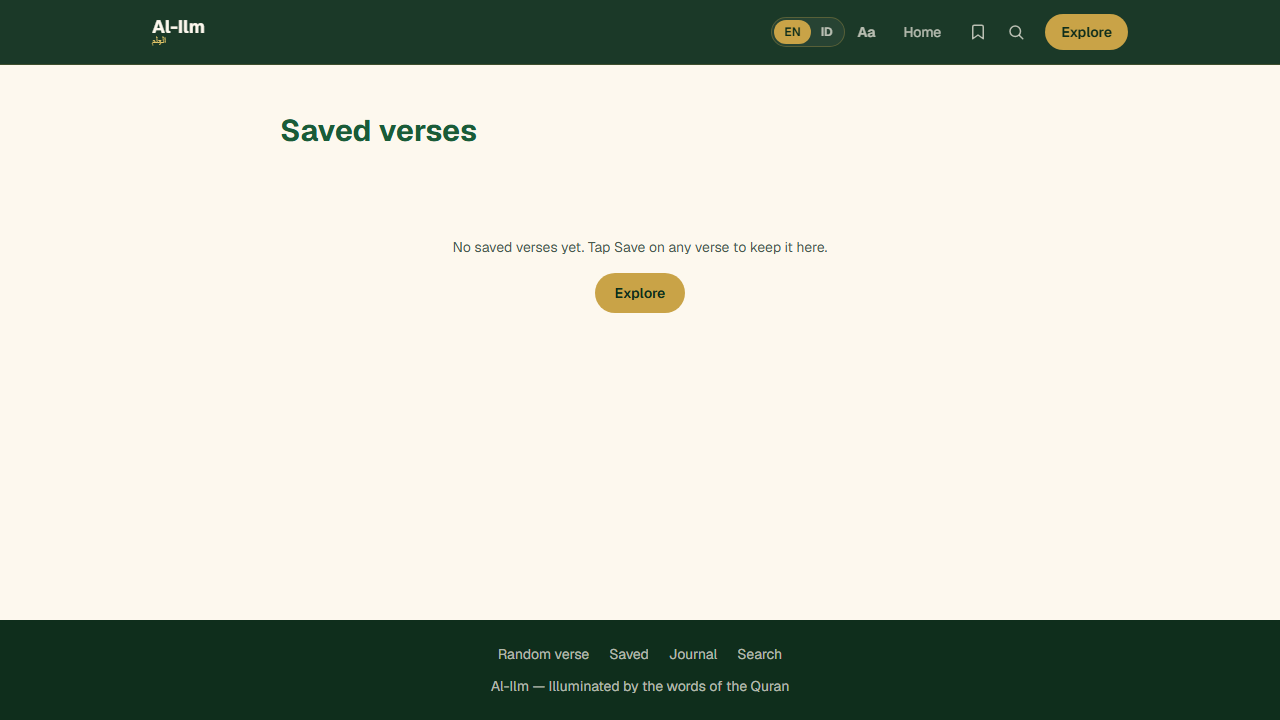 Al-Ilm
EN ID Aa Home Explore
Saved verses
No saved verses yet. Tap Save on any verse to keep it here.
Explore
Random verse Saved Journal Search
Al-Ilm — Illuminated by the words of the Quran